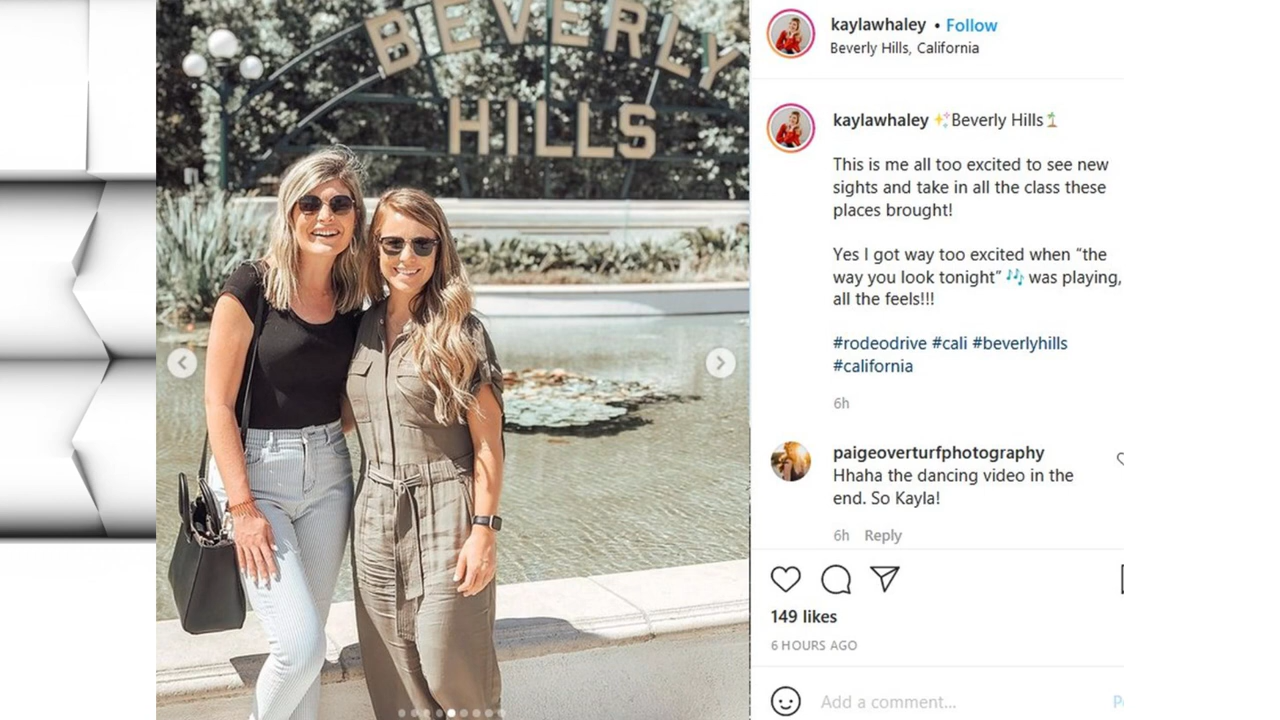 BEVERLY
HILLS
kaylawhaley • Follow
Beverly Hills, California
kaylawhaley ✨Beverly Hills🏝️
This is me all too excited to see new
sights and take in all the class these
places brought!
Yes I got way too excited when “the
way you look tonight” 🎶 was playing,
all the feels!!!
#rodeodrive #cali #beverlyhills
#california
6h
paigeoverturfphotography
Hhaha the dancing video in the
end. So Kayla!
6h Reply
149 likes
6 HOURS AGO
Add a comment...